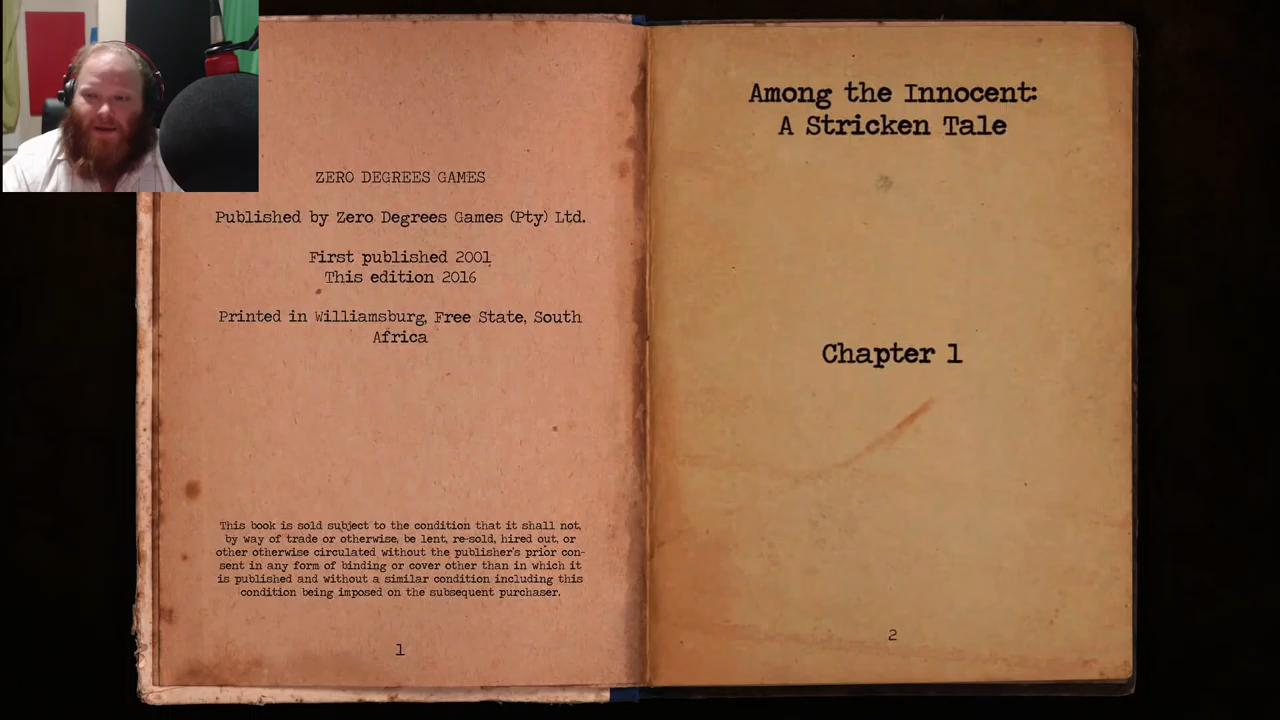 ZERO DEGREES GAMES
Published by Zero Degrees Games (Pty) Ltd.
First published 2001
This edition 2016
Printed in Williamsburg, Free State, South
Africa
This book is sold subject to the condition that it shall not,
by way of trade or otherwise, be lent, re-sold, hired out, or
other otherwise circulated without the publisher's prior con-
sent in any form of binding or cover other than in which it
is published and without a similar condition including this
condition being imposed on the subsequent purchaser.
1
Among the Innocent:
A Stricken Tale
Chapter 1
2